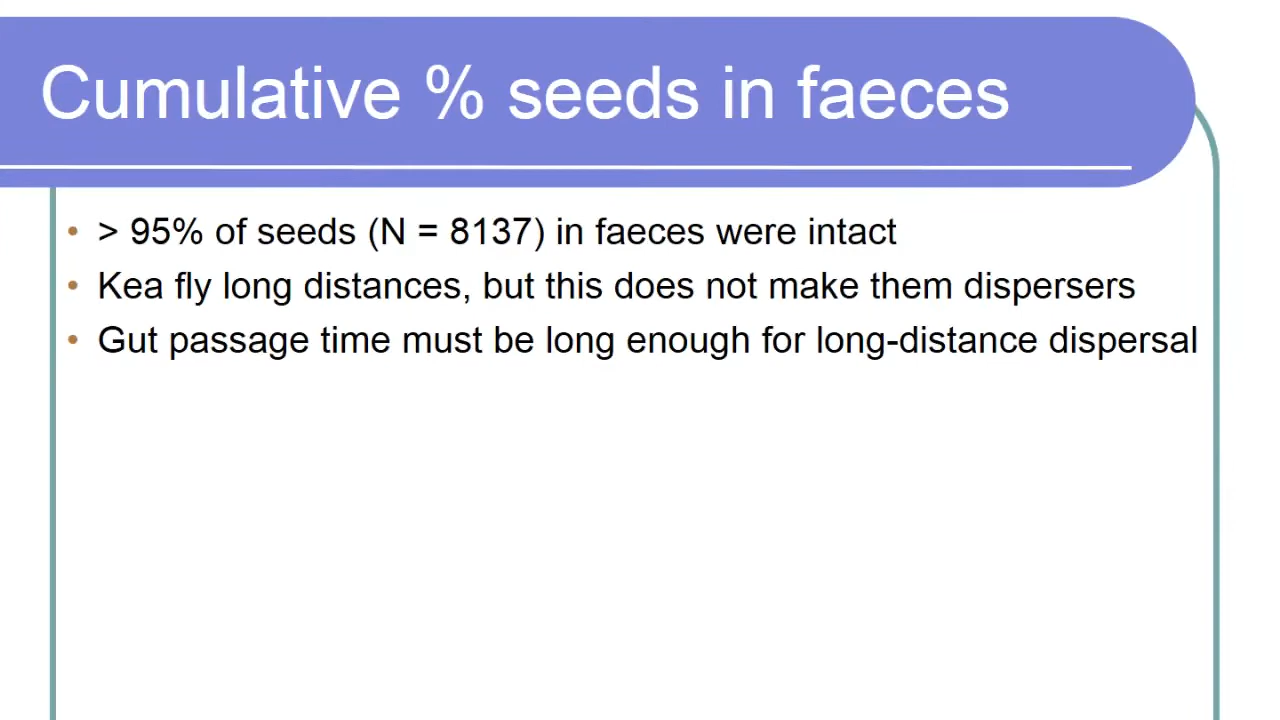 Cumulative % seeds in faeces
• > 95% of seeds (N = 8137) in faeces were intact
• Kea fly long distances, but this does not make them dispersers
• Gut passage time must be long enough for long-distance dispersal